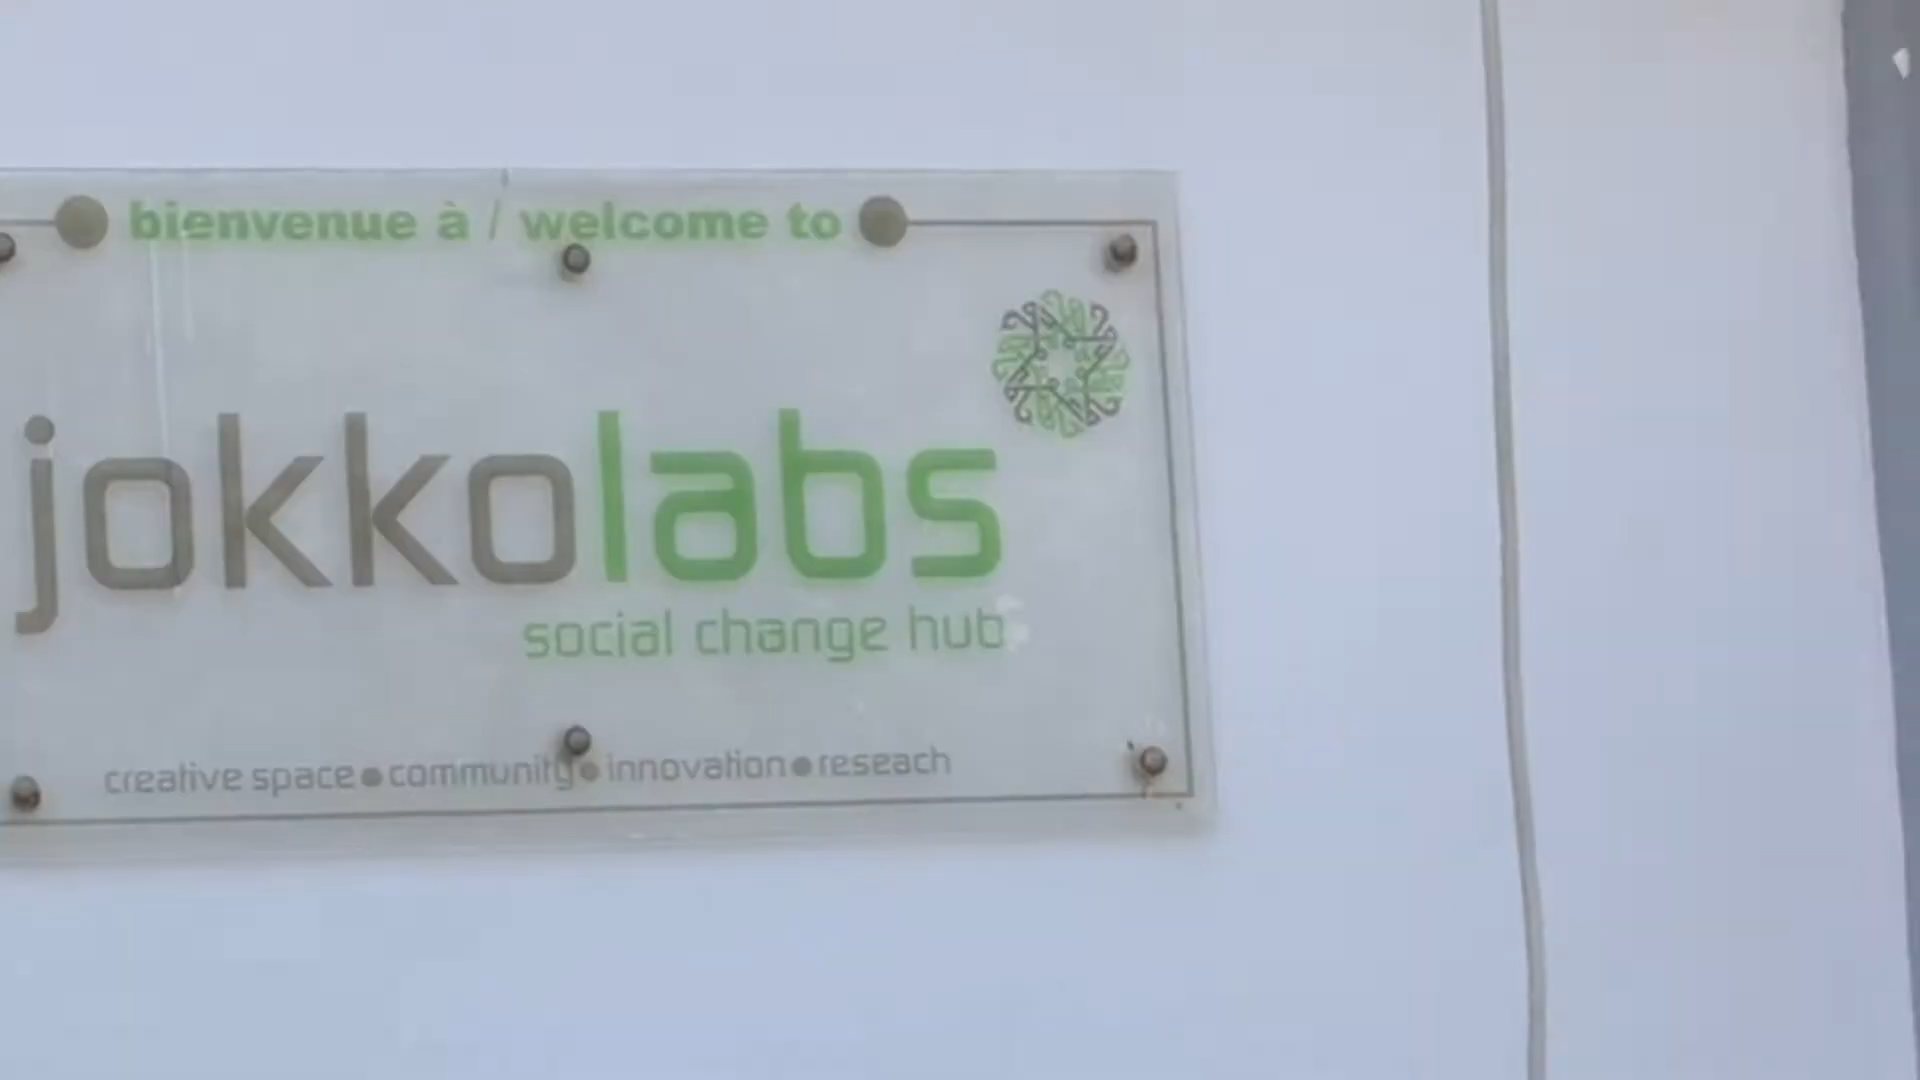 bienvenue à / welcome to
jokkolabs
social change hub
creative space●community●innovation●reseach